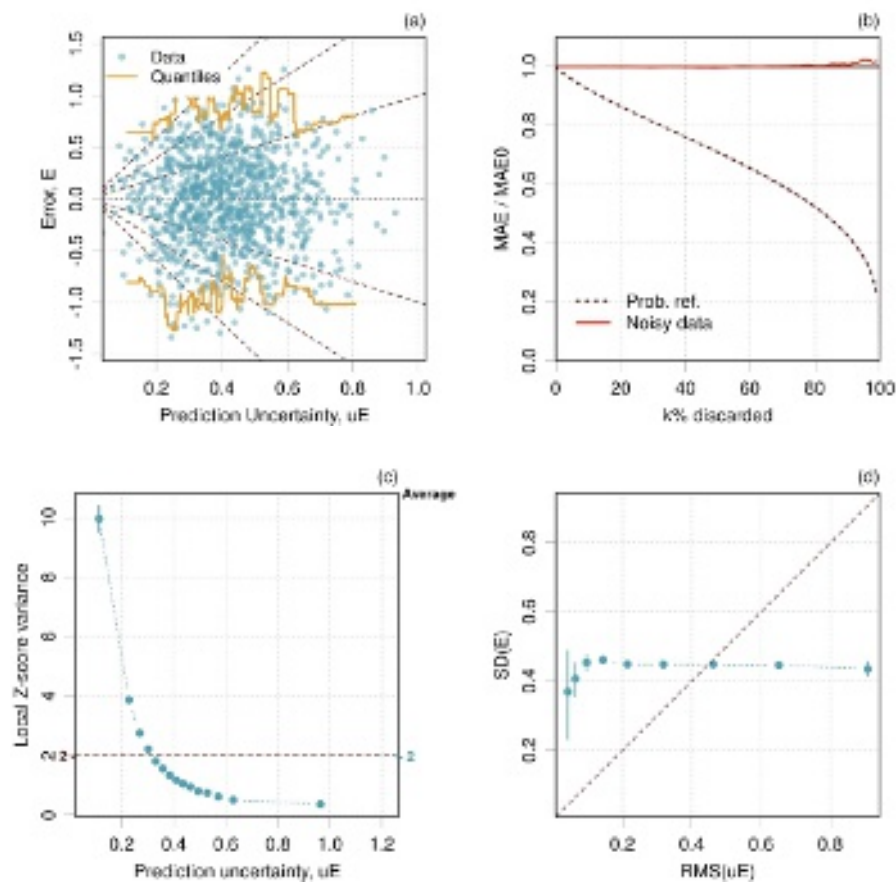 (a)
Data
Quantiles
1.5
1.0
0.5
0.0
-0.5
-1.0
-1.5
Error, E
0.2 0.4 0.6 0.8 1.0
Prediction Uncertainty, uE
(b)
1.0
0.8
0.6
0.4
0.2
0.0
MAE / MAE0
Prob. ref.
Noisy data
0 20 40 60 80 100
k% discarded
(c)
Average
10
8
6
4
2
0
2
2
Local Z-score variance
0.2 0.4 0.6 0.8 1.0 1.2
Prediction uncertainty, uE
(d)
0.8
0.6
0.4
0.2
SD(E)
0.2 0.4 0.6 0.8
RMS(uE)